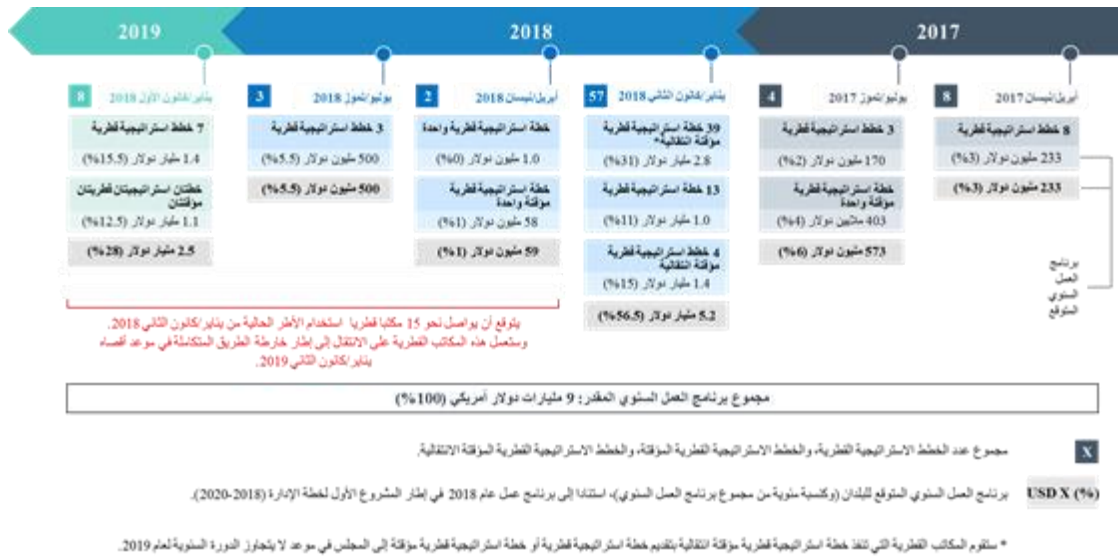 2017
2018
2019
أبريل/نيسان 2017
8
8 خطط استراتيجية قطرية
233 مليون دولار (3%)
233 مليون دولار (3%)
برنامج
العمل
السنوي
المتوقع
يوليو/تموز 2017
4
3 خطط استراتيجية قطرية
170 مليون دولار (2%)
خطة استراتيجية قطرية
مؤقتة واحدة
403 ملايين دولار (4%)
573 مليون دولار (6%)
يناير/كانون الثاني 2018
57
39 خطة استراتيجية قطرية
مؤقتة انتقالية*
2.8 مليار دولار (31%)
13 خطة استراتيجية قطرية
1.0 مليار دولار (11%)
4 خطط استراتيجية قطرية
مؤقتة انتقالية
1.4 مليار دولار (15%)
5.2 مليار دولار (56.5%)
أبريل/نيسان 2018
2
خطة استراتيجية قطرية واحدة
1.0 مليون دولار (0%)
خطة استراتيجية قطرية
مؤقتة واحدة
58 مليون دولار (1%)
59 مليون دولار (1%)
يوليو/تموز 2018
3
3 خطط استراتيجية قطرية
500 مليون دولار (5.5%)
500 مليون دولار (5.5%)
يناير/كانون الأول 2018
8
7 خطط استراتيجية قطرية
1.4 مليار دولار (15.5%)
خطتان استراتيجيتان قطريتان
مؤقتتان
1.1 مليار دولار (12.5%)
2.5 مليار دولار (28%)
يتوقع أن يواصل نحو 15 مكتبا قطريا استخدام الأطر الحالية من يناير/كانون الثاني 2018.
وستعمل هذه المكاتب القطرية على الانتقال إلى إطار خارطة الطريق المتكاملة في موعد أقصاه
يناير/كانون الثاني 2019.
مجموع برنامج العمل السنوي المقدر: 9 مليارات دولار أمريكي (100%)
X مجموع عدد الخطط الاستراتيجية القطرية، والخطط الاستراتيجية القطرية المؤقتة، والخطط الاستراتيجية القطرية المؤقتة الانتقالية.
USD X (%) برنامج العمل السنوي المتوقع للبلدان (وكنسبة مئوية من مجموع برنامج العمل السنوي)، استنادا إلى برنامج عمل عام 2018 في إطار المشروع الأول لخطة الإدارة (2018-2020).
* ستقوم المكاتب القطرية التي تنفذ خطة استراتيجية قطرية مؤقتة انتقالية بتقديم خطة استراتيجية قطرية أو خطة استراتيجية قطرية مؤقتة إلى المجلس في موعد لا يتجاوز الدورة السنوية لعام 2019.